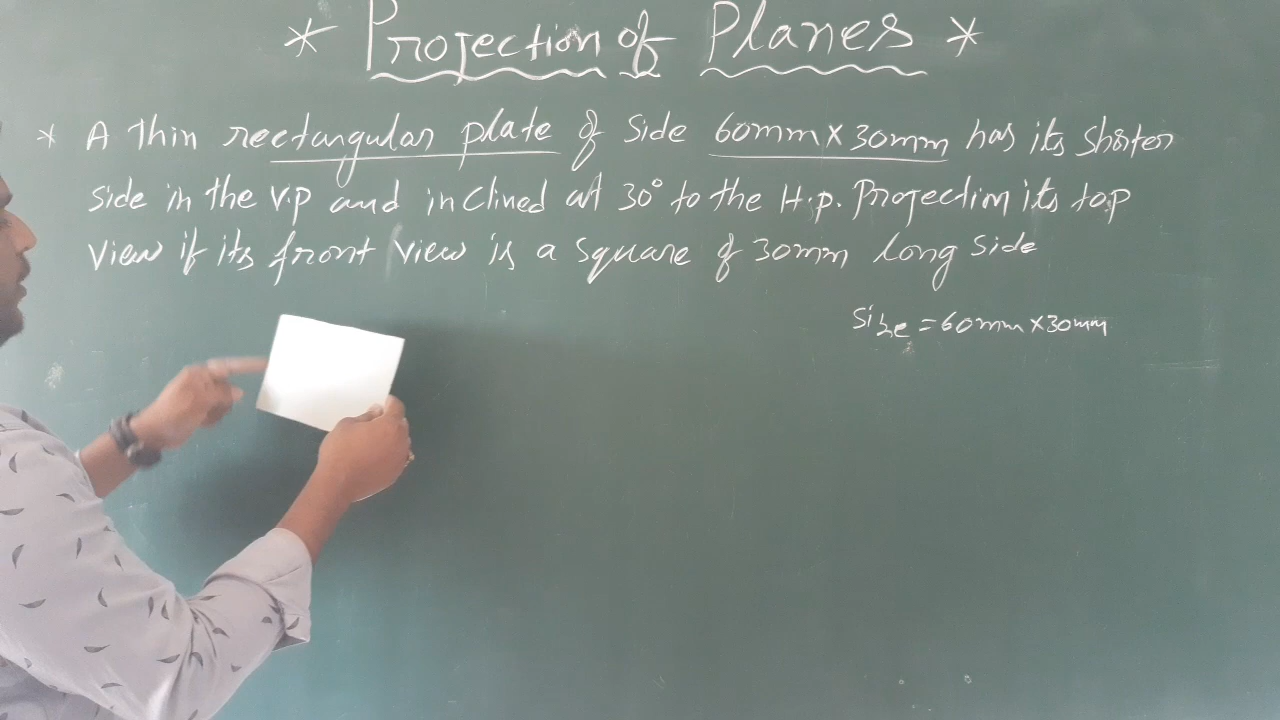 * Projection of Planes *
* A thin rectangular plate of side 60mm x 30mm has its shorter
side in the V.P and inclined at 30° to the H.P. Projection its top
view if its front view is a square of 30mm long side
Size = 60mm x 30mm